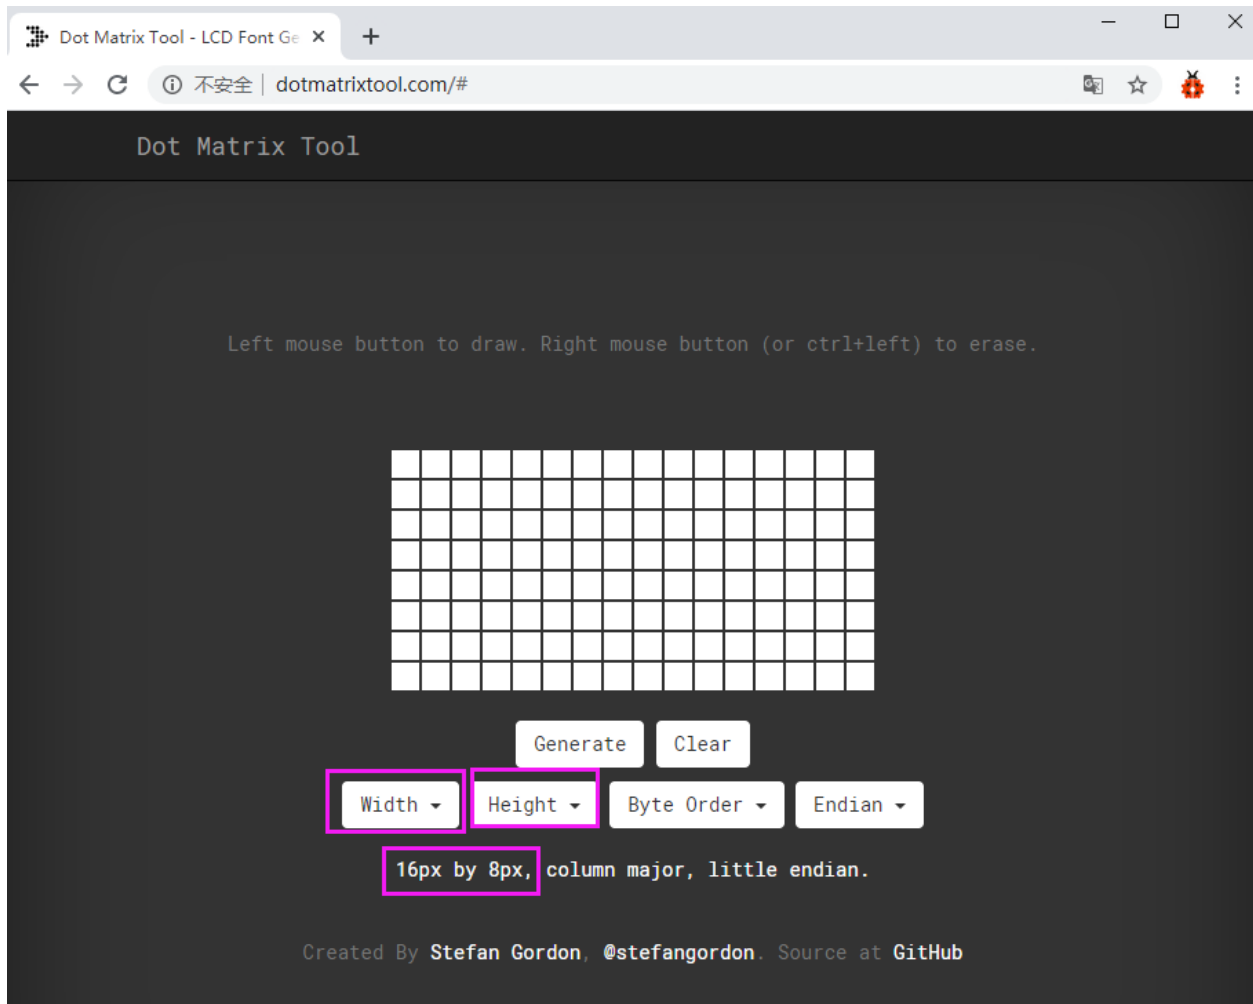 Dot Matrix Tool - LCD Font Ge
不安全 | dotmatrixtool.com/#
Dot Matrix Tool
Left mouse button to draw. Right mouse button (or ctrl+left) to erase.
Generate Clear
Width Height Byte Order Endian
16px by 8px, column major, little endian.
Created By Stefan Gordon, @stefangordon. Source at GitHub